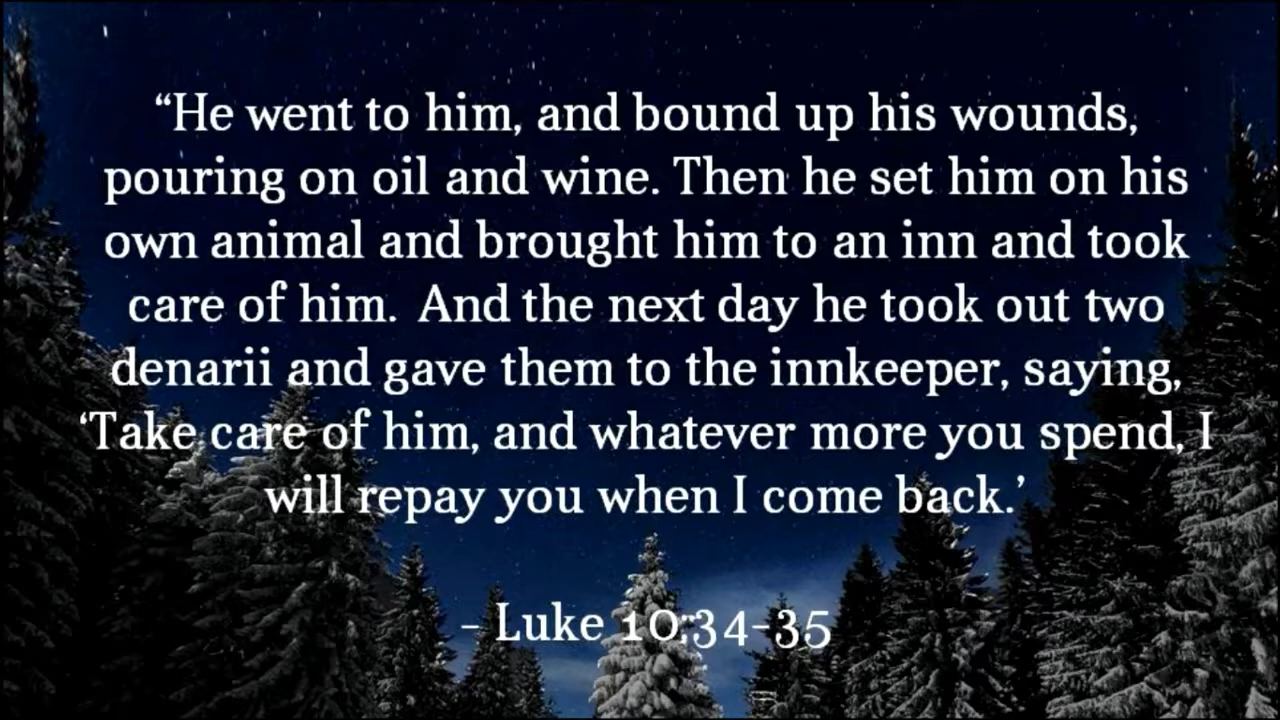 “He went to him, and bound up his wounds,
pouring on oil and wine. Then he set him on his
own animal and brought him to an inn and took
care of him.  And the next day he took out two
denarii and gave them to the innkeeper, saying,
‘Take care of him, and whatever more you spend, I
will repay you when I come back.’
- Luke 10:34-35